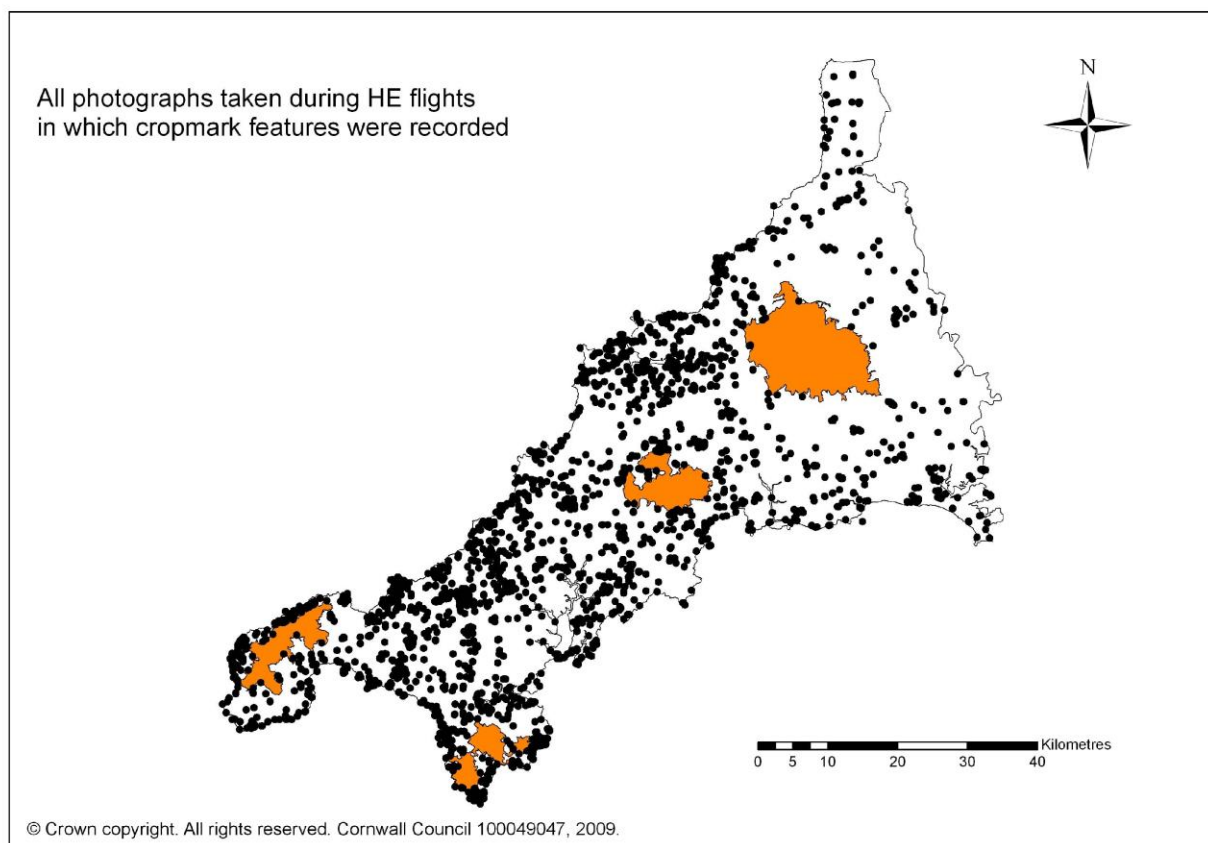 All photographs taken during HE flights
in which cropmark features were recorded
N
Kilometres
0 5 10 20 30 40
© Crown copyright. All rights reserved. Cornwall Council 100049047, 2009.